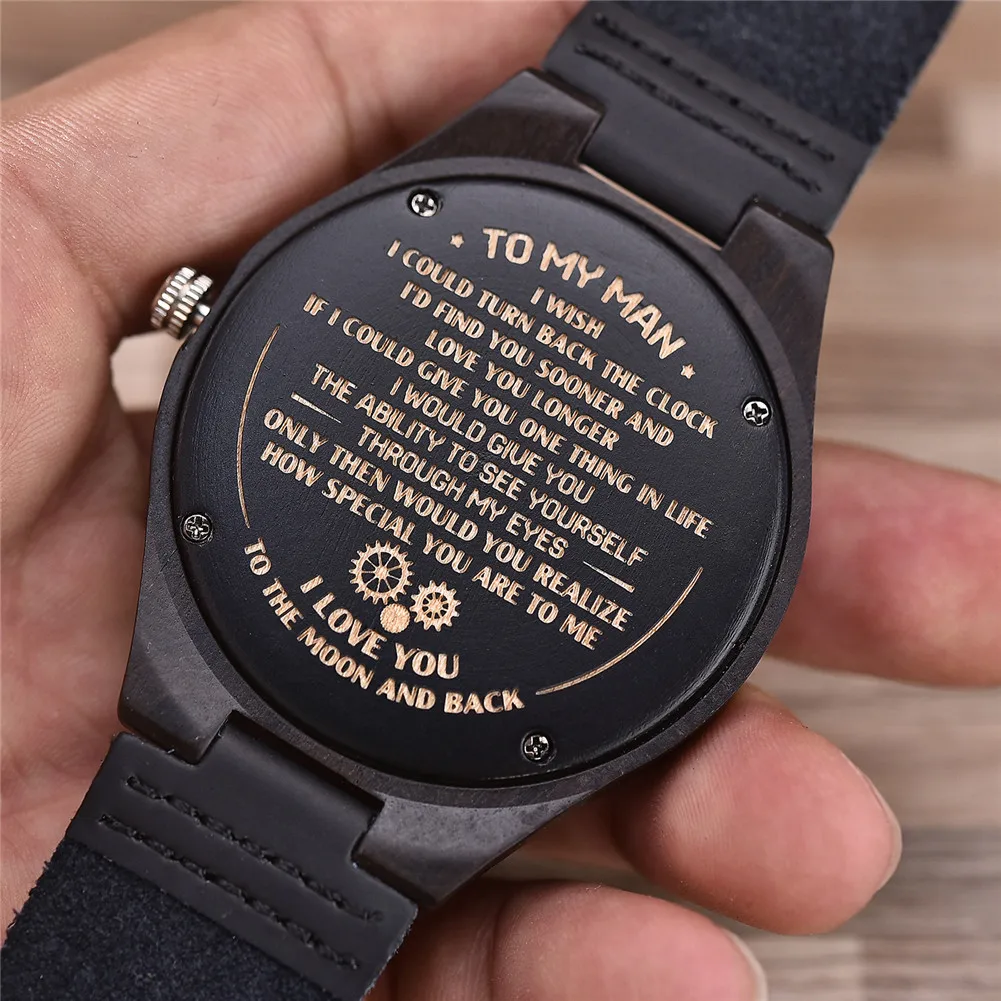 TO MY MAN
I WISH
I COULD TURN BACK THE CLOCK
I'D FIND YOU SOONER AND
LOVE YOU LONGER
IF I COULD GIVE YOU ONE THING IN LIFE
I WOULD GIVE YOU
THE ABILITY TO SEE YOURSELF
THROUGH MY EYES
ONLY THEN WOULD YOU REALIZE
HOW SPECIAL YOU ARE TO ME
I LOVE YOU
TO THE MOON AND BACK